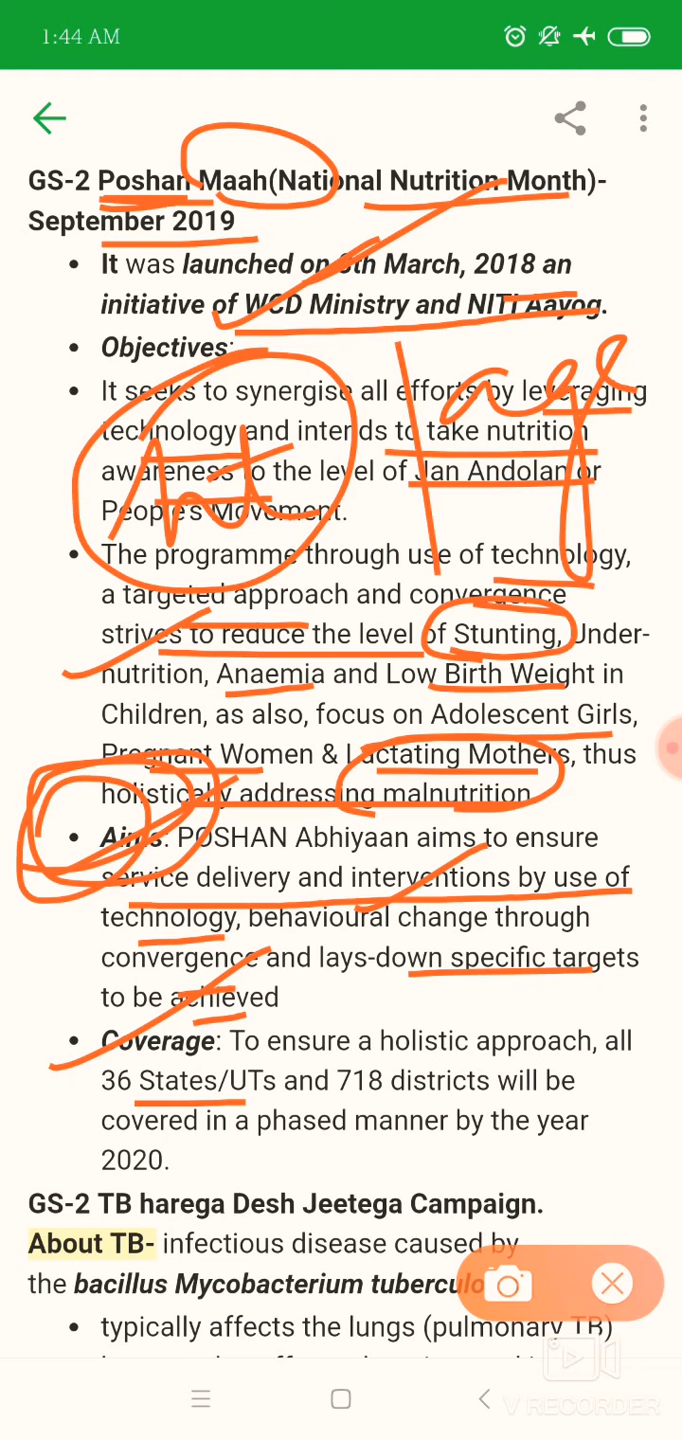 1:44 AM
GS-2 Poshan Maah(National Nutrition Month)-
September 2019
• It was launched on 8th March, 2018 an
initiative of WCD Ministry and NITI Aayog.
• Objectives:
• It seeks to synergise all efforts by leveraging
technology and intends to take nutrition
awareness to the level of Jan Andolan or
People's Movement.
• The programme through use of technology,
a targeted approach and convergence
strives to reduce the level of Stunting, Under-
nutrition, Anaemia and Low Birth Weight in
Children, as also, focus on Adolescent Girls,
Pregnant Women & Lactating Mothers, thus
holistically addressing malnutrition
• Aims: POSHAN Abhiyaan aims to ensure
service delivery and interventions by use of
technology, behavioural change through
convergence and lays-down specific targets
to be achieved
• Coverage: To ensure a holistic approach, all
36 States/UTs and 718 districts will be
covered in a phased manner by the year
2020.
GS-2 TB harega Desh Jeetega Campaign.
About TB- infectious disease caused by
the bacillus Mycobacterium
• typically affects the lungs (pulmonary TB)
V RECORDER